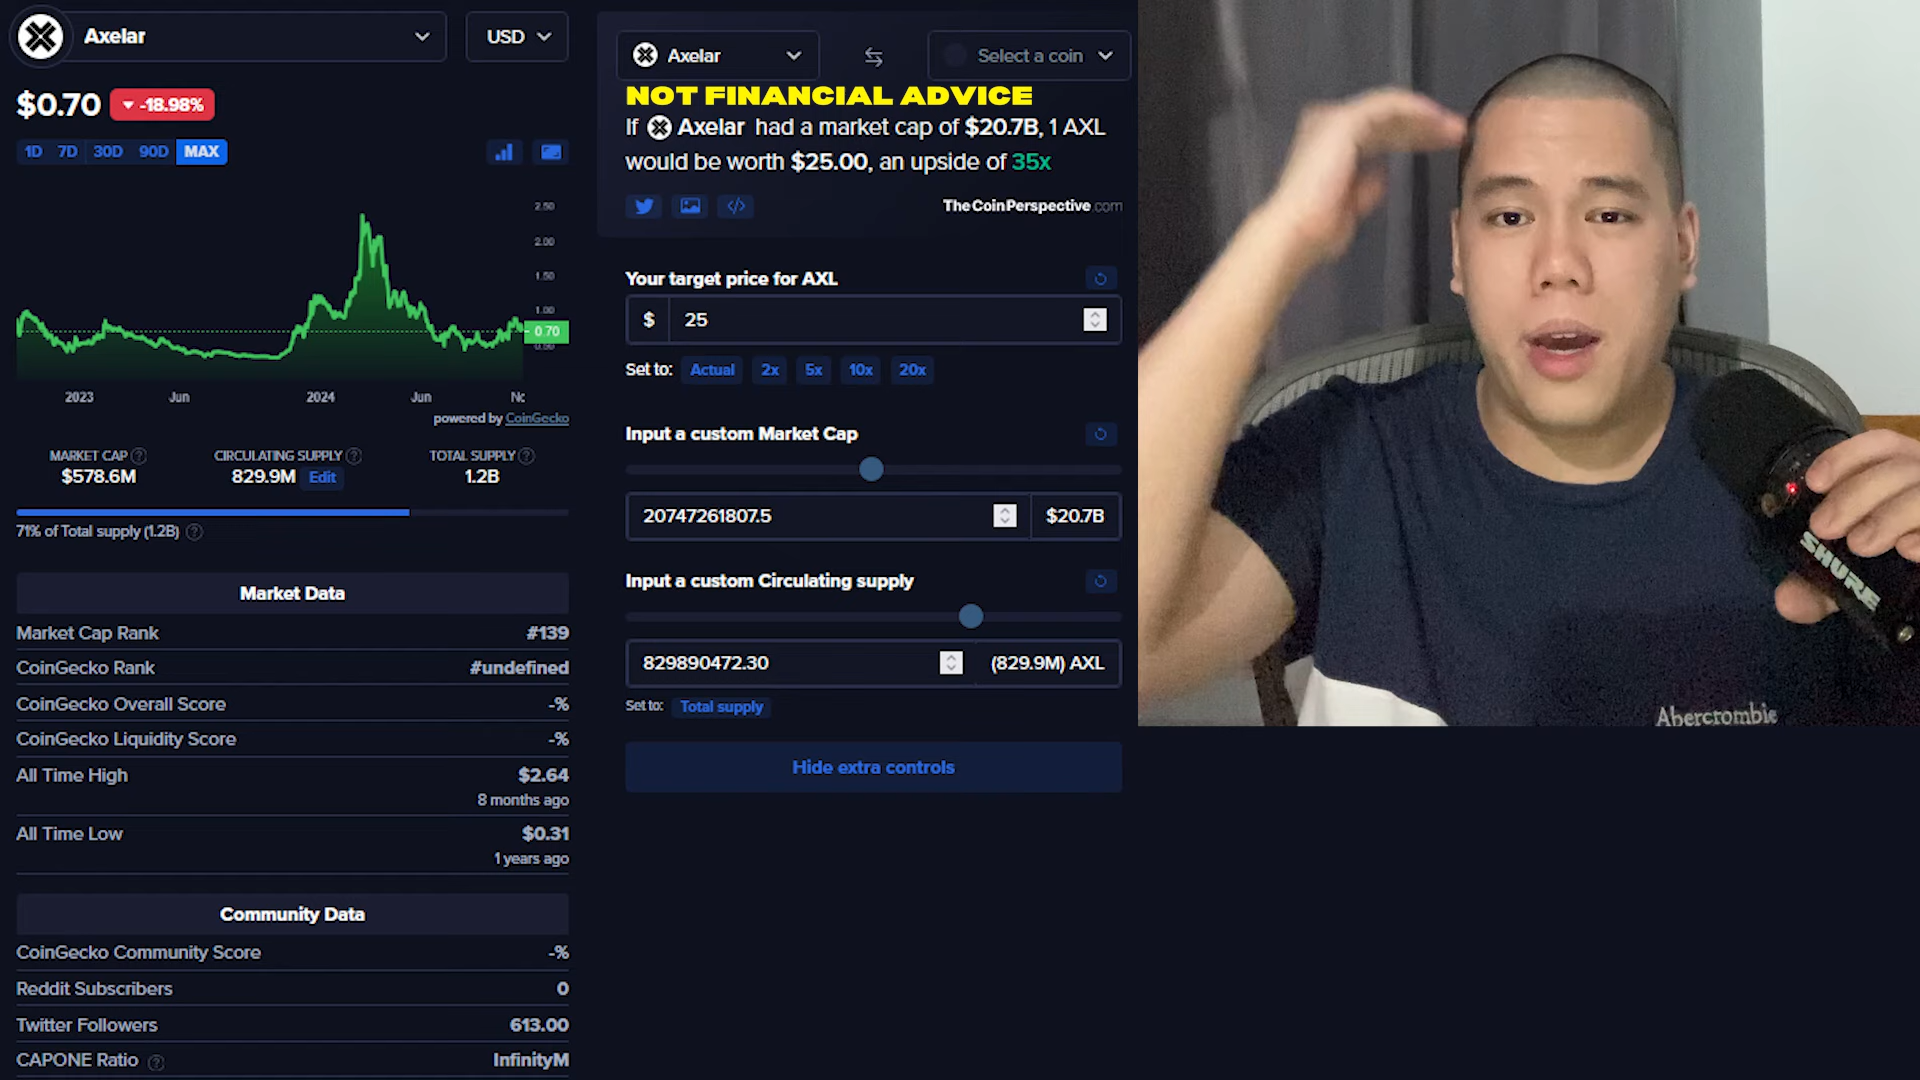 Axelar
USD
$0.70
-18.98%
1D 7D 30D 90D MAX
2.50
2.00
1.50
1.00
0.70
2023 Jun 2024 Jun
powered by CoinGecko
MARKET CAP
$578.6M
CIRCULATING SUPPLY
829.9M Edit
TOTAL SUPPLY
1.2B
71% of Total supply (1.2B)
Market Data
Market Cap Rank #139
CoinGecko Rank #undefined
CoinGecko Overall Score -%
CoinGecko Liquidity Score -%
All Time High $2.64
8 months ago
All Time Low $0.31
1 years ago
Community Data
CoinGecko Community Score -%
Reddit Subscribers 0
Twitter Followers 613.00
CAPONE Ratio InfinityM
Axelar
Select a coin
NOT FINANCIAL ADVICE
If Axelar had a market cap of $20.7B, 1 AXL
would be worth $25.00, an upside of 35x
TheCoinPerspective.com
Your target price for AXL
$ 25
Set to: Actual 2x 5x 10x 20x
Input a custom Market Cap
20747261807.5 $20.7B
Input a custom Circulating supply
829890472.30 (829.9M) AXL
Set to: Total supply
Hide extra controls
SHURE
Abercrombie